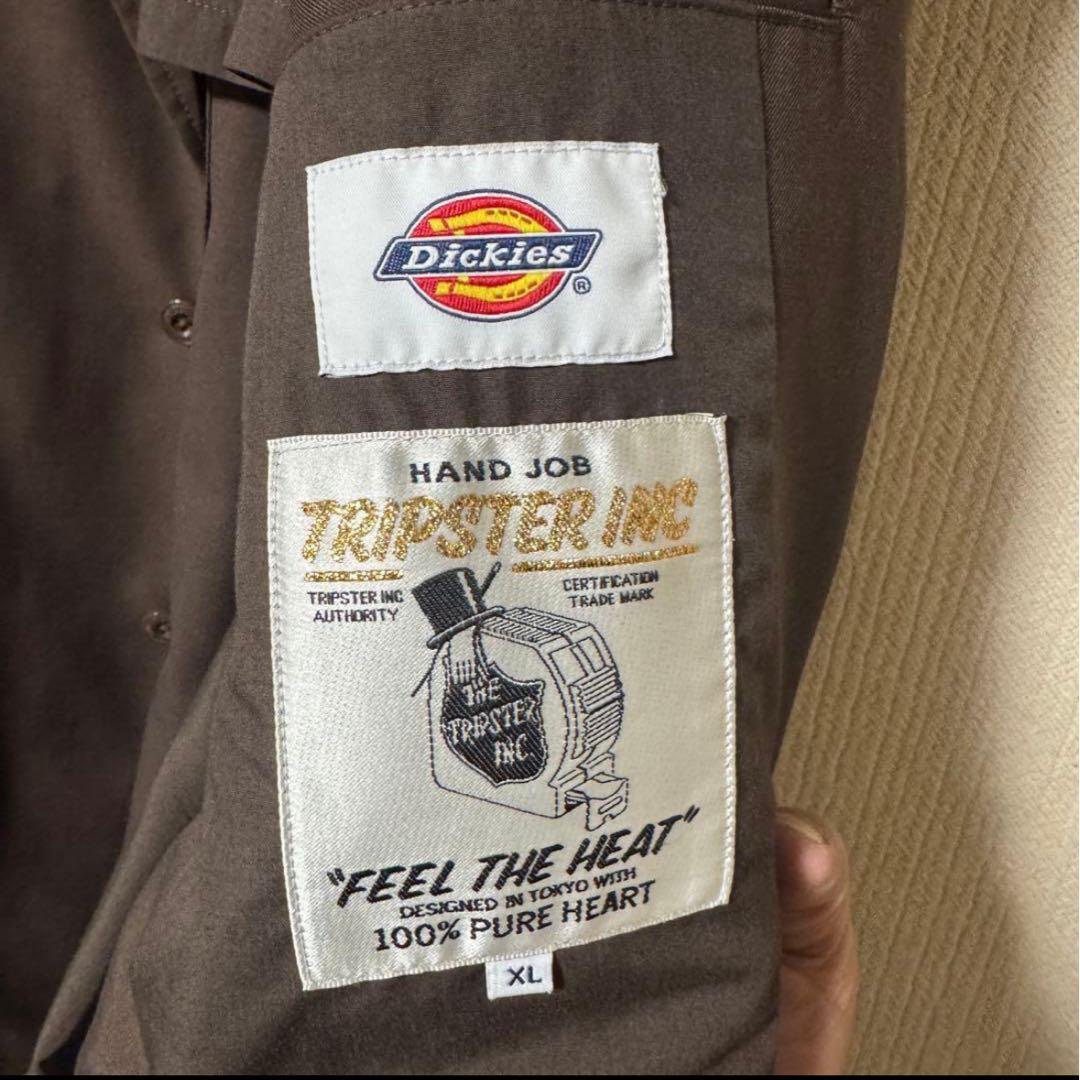 Dickies
®
HAND JOB
TRIPSTER INC
TRIPSTER INC
AUTHORITY
CERTIFICATION
TRADE MARK
THE
TRIPSTER
INC.
"FEEL THE HEAT"
DESIGNED IN TOKYO WITH
100% PURE HEART
XL